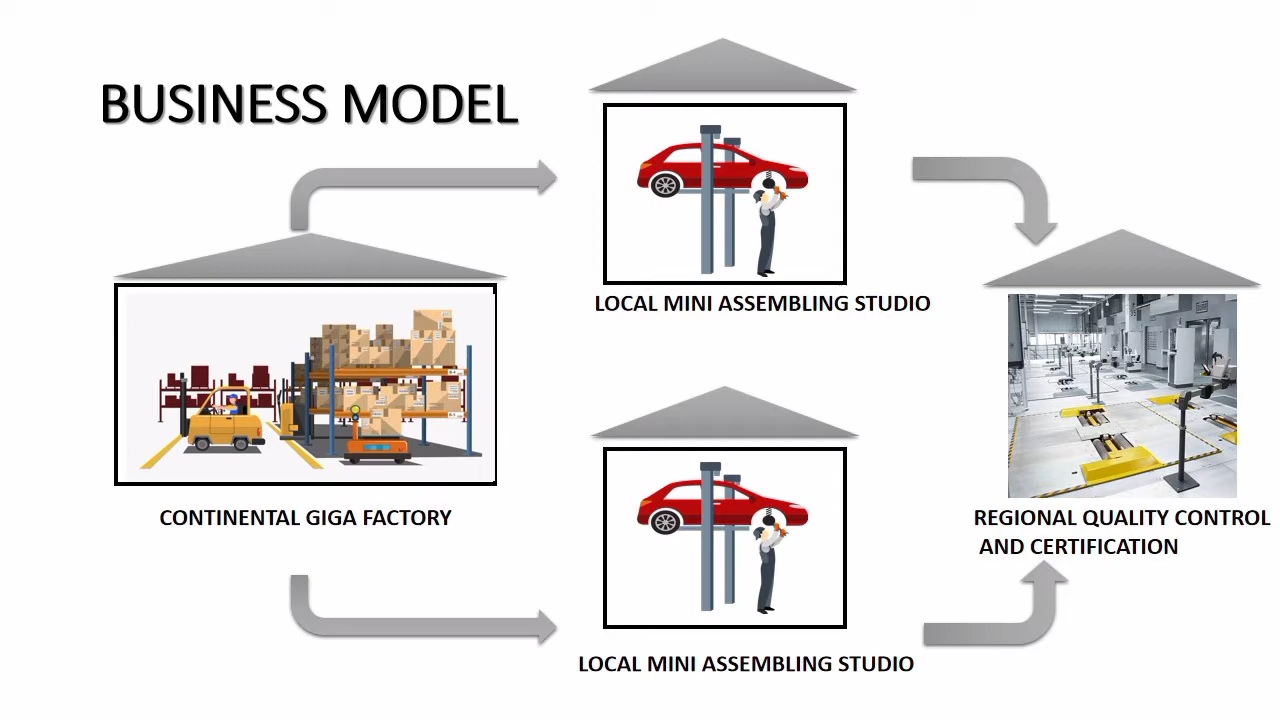 BUSINESS MODEL
LOCAL MINI ASSEMBLING STUDIO
CONTINENTAL GIGA FACTORY
REGIONAL QUALITY CONTROL
AND CERTIFICATION
LOCAL MINI ASSEMBLING STUDIO